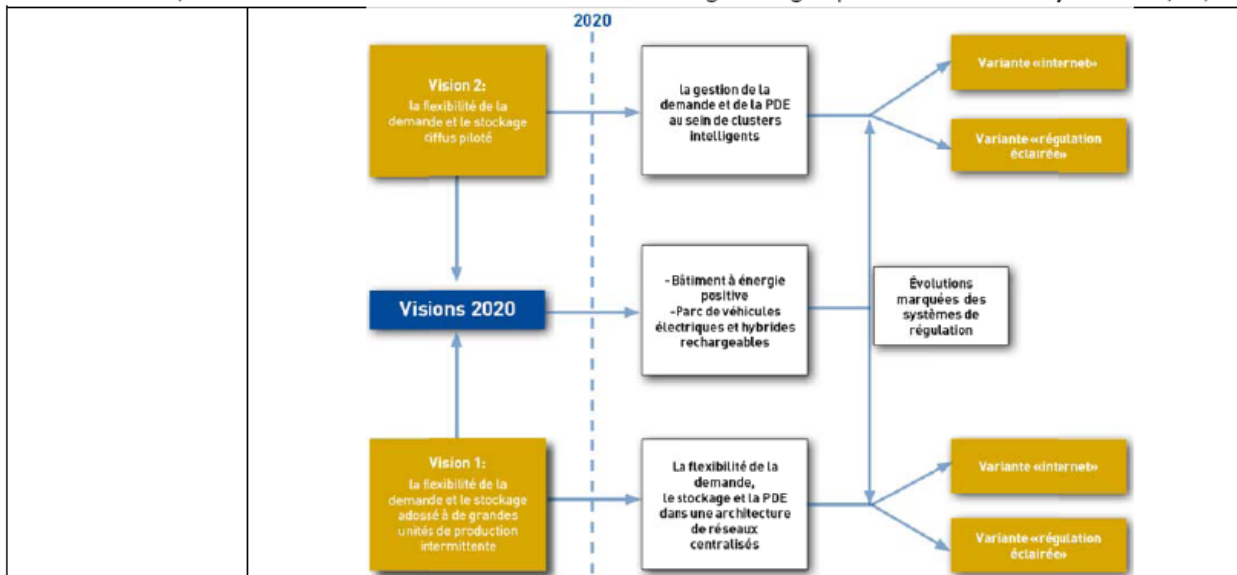 2020
Vision 2:
la flexibilité de la
demande et le stockage
diffus piloté
la gestion de la
demande et de la PDE
au sein de clusters
intelligents
Variante «internet»
Variante «régulation
éclairée»
Visions 2020
-Bâtiment à énergie
positive
-Parc de véhicules
électriques et hybrides
rechargeables
Évolutions
marquées des
systèmes de
régulation
Vision 1:
la flexibilité de la
demande et le stockage
adossé à de grandes
unités de production
intermittente
La flexibilité de la
demande,
le stockage et la PDE
dans une architecture
de réseaux
centralisés
Variante «internet»
Variante «régulation
éclairée»